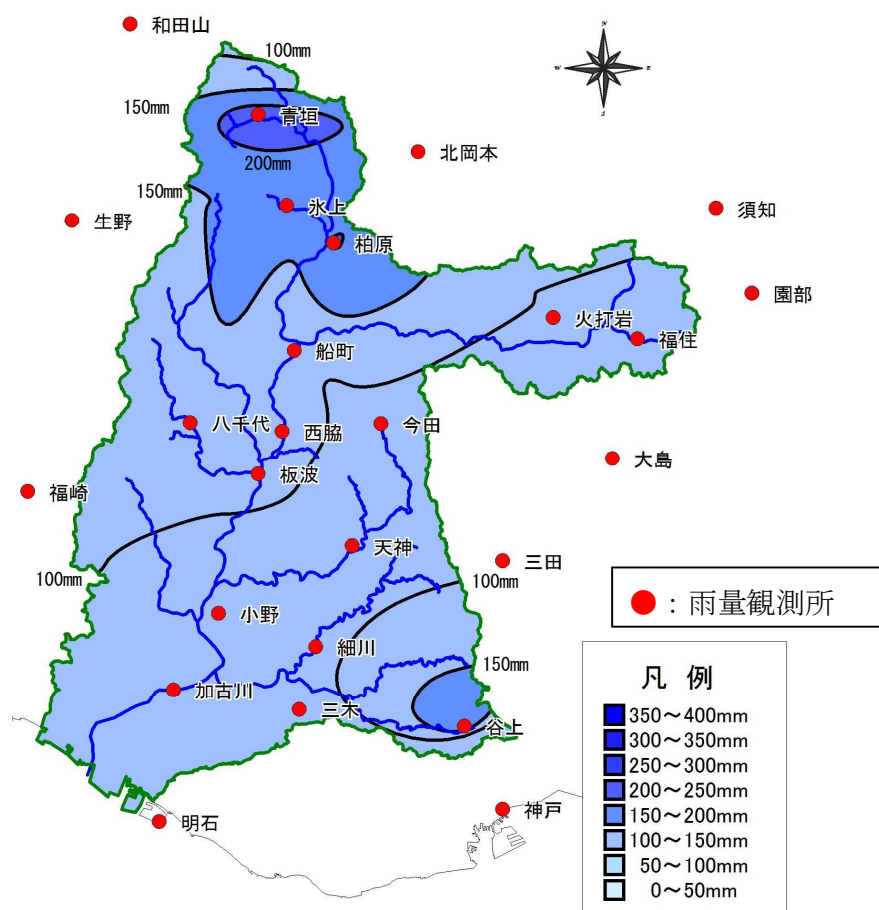 和田山
100mm
N
W
E
S
150mm
青垣
200mm
北岡本
150mm
氷上
生野
須知
柏原
園部
火打岩
福住
船町
八千代
西脇
今田
板波
大島
福崎
天神
100mm
三田
100mm
小野
細川
●：雨量観測所
150mm
加古川
三木
谷上
明石
神戸
凡 例
350～400mm
300～350mm
250～300mm
200～250mm
150～200mm
100～150mm
50～100mm
0～50mm